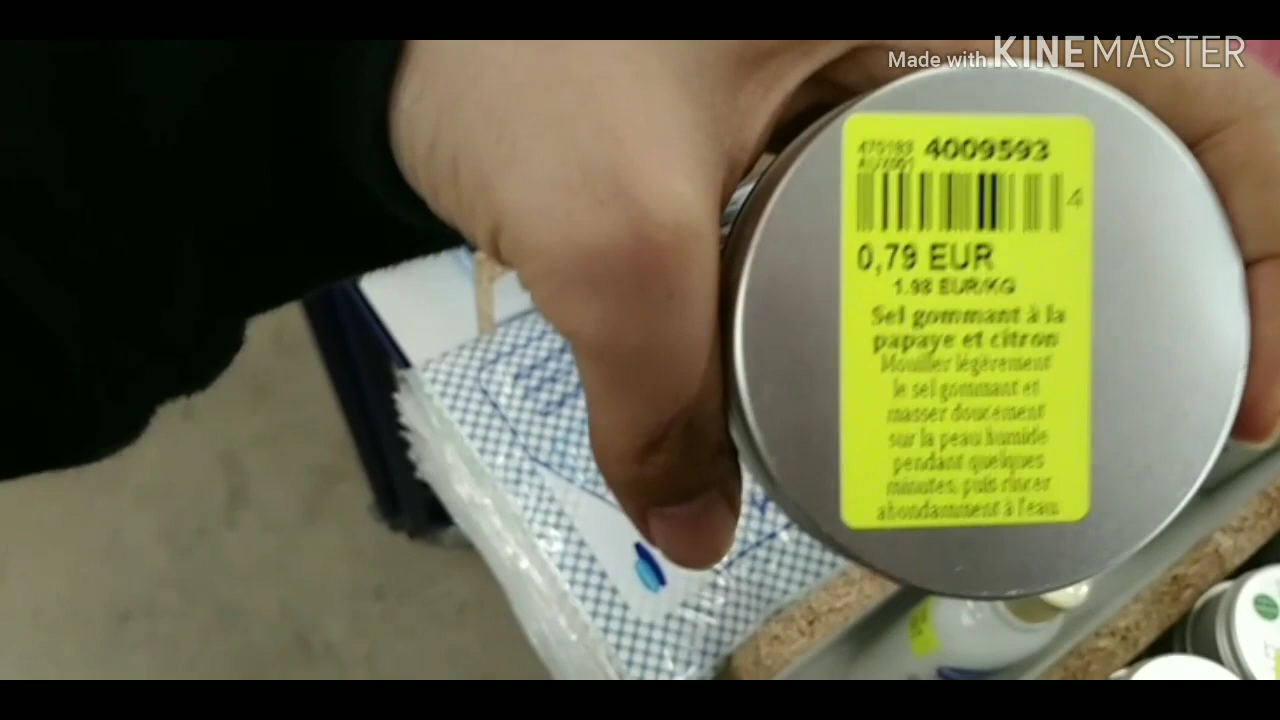 Made with KINEMASTER
4009593
4
0,79 EUR
1.98 EUR/KG
Sel gommant à la
papaye et citron
Mouiller légèrement
le sel gommant et
masser doucement
sur la peau humide
pendant quelques
minutes, puis rincer
abondamment à l'eau